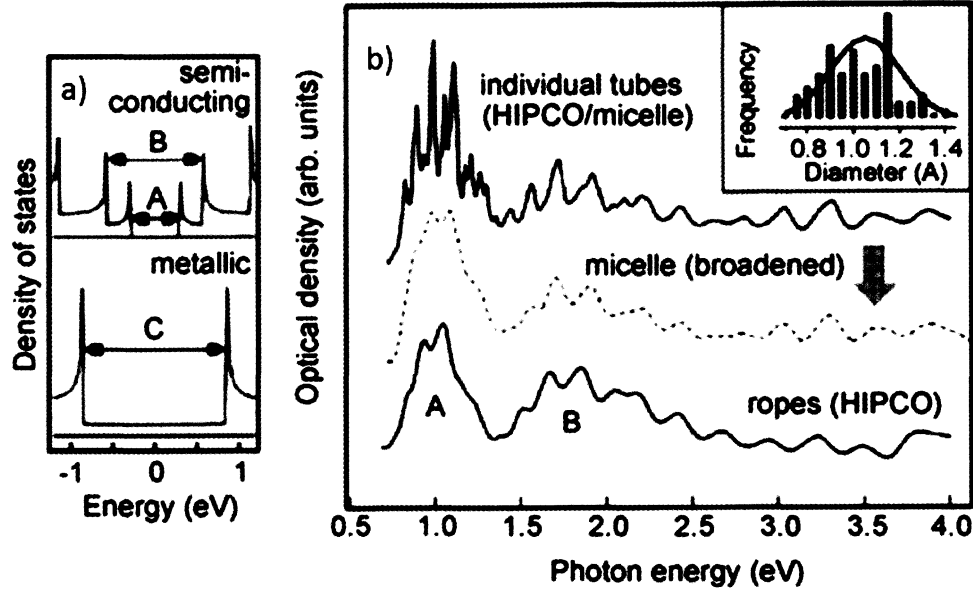 a)
semi-
conducting
B
A
metallic
C
Density of states
-1 0 1
Energy (eV)
b)
individual tubes
(HIPCO/micelle)
micelle (broadened)
ropes (HIPCO)
A
B
Optical density (arb. units)
0.5 1.0 1.5 2.0 2.5 3.0 3.5 4.0
Photon energy (eV)
Frequency
0.8 1.0 1.2 1.4
Diameter (A)